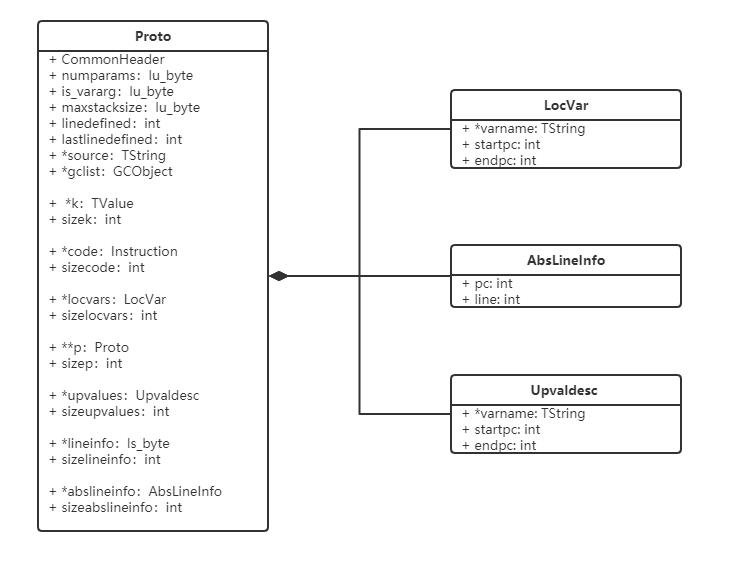 Proto
+ CommonHeader
+ numparams: lu_byte
+ is_vararg: lu_byte
+ maxstacksize: lu_byte
+ linedefined: int
+ lastlinedefined: int
+ *source: TString
+ *gclist: GCObject
+ *k: TValue
+ sizek: int
+ *code: Instruction
+ sizecode: int
+ *locvars: LocVar
+ sizelocvars: int
+ **p: Proto
+ sizep: int
+ *upvalues: Upvaldesc
+ sizeupvalues: int
+ *lineinfo: ls_byte
+ sizelineinfo: int
+ *abslineinfo: AbsLineInfo
+ sizeabslineinfo: int
LocVar
+ *varname: TString
+ startpc: int
+ endpc: int
AbsLineInfo
+ pc: int
+ line: int
Upvaldesc
+ *varname: TString
+ startpc: int
+ endpc: int